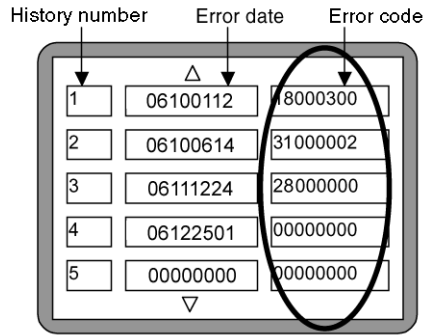 History number Error date Error code
1 06100112 18000300
2 06100614 31000002
3 06111224 28000000
4 06122501 00000000
5 00000000 00000000